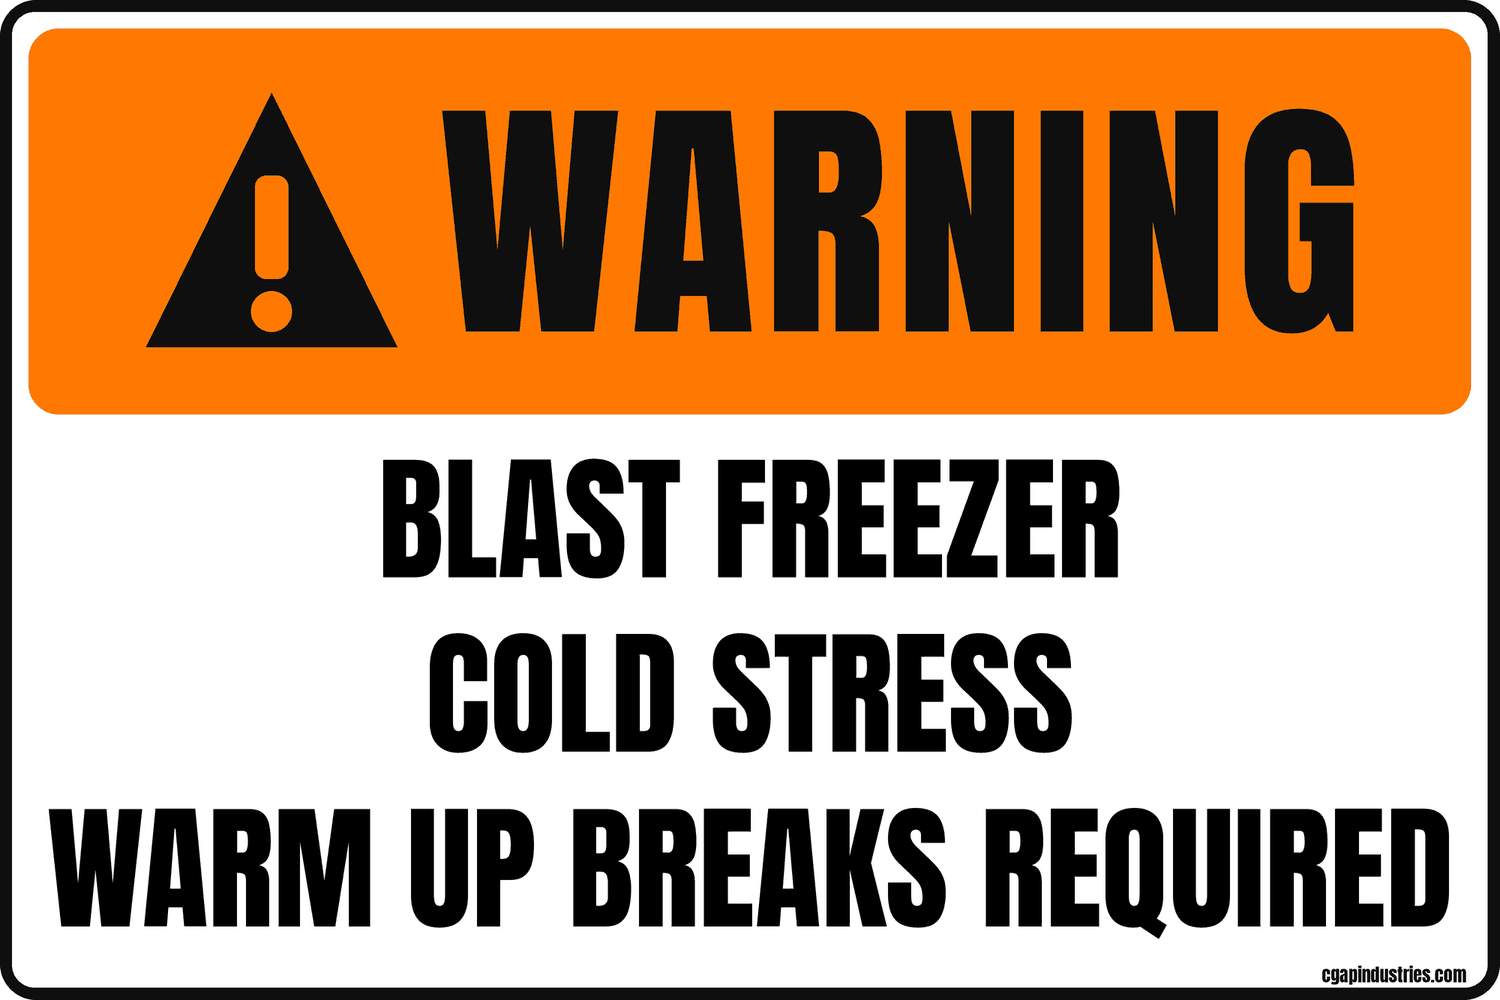 WARNING
BLAST FREEZER
COLD STRESS
WARM UP BREAKS REQUIRED
cgapindustries.com